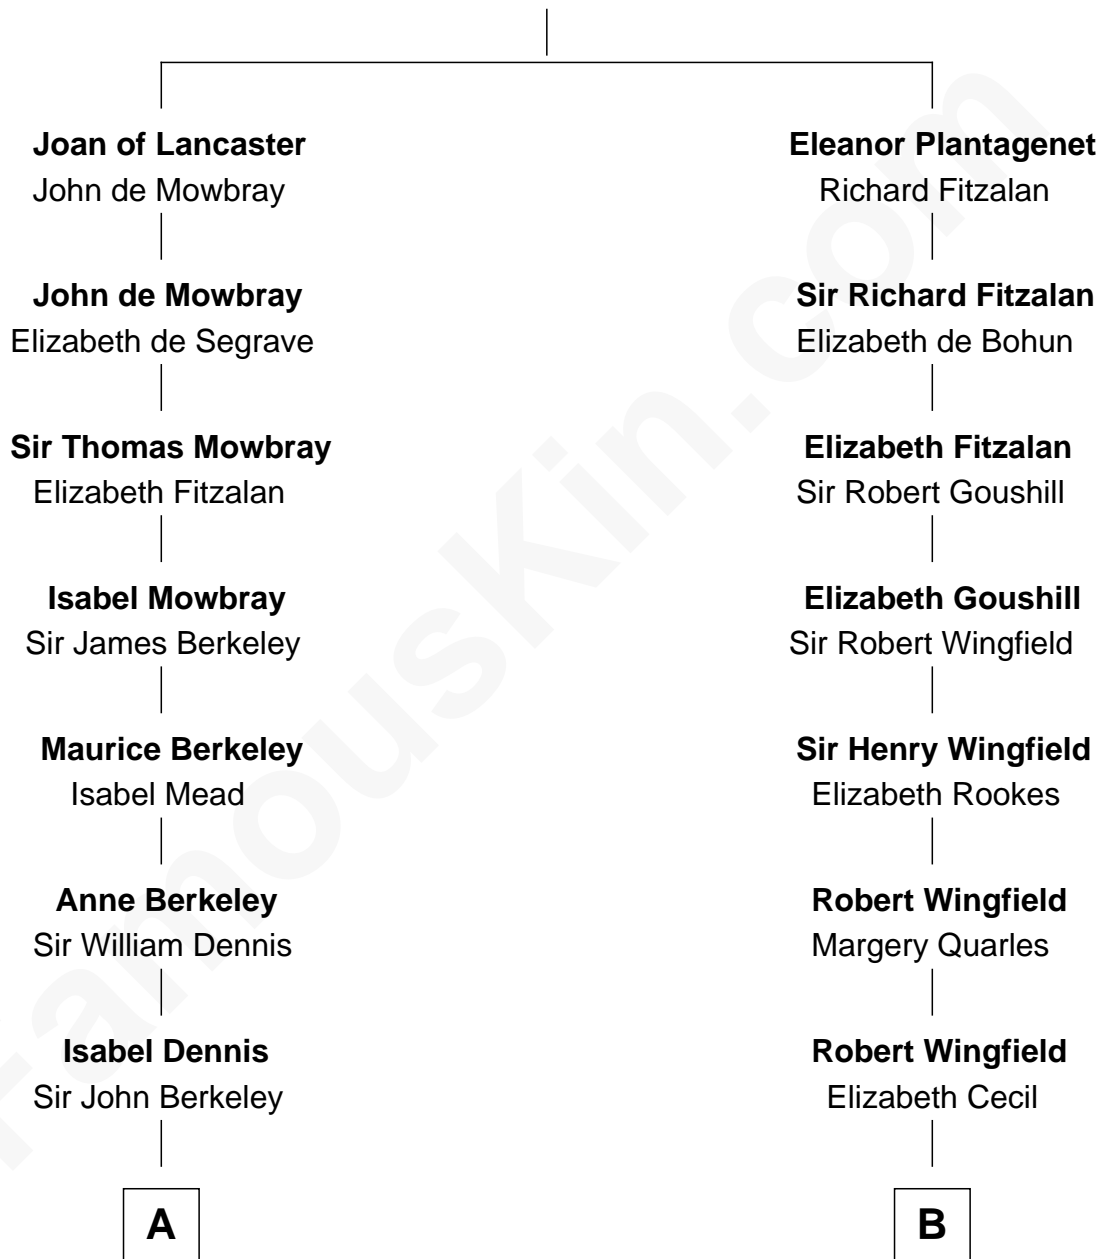 Joan of Lancaster
John de Mowbray
John de Mowbray
Elizabeth de Segrave
Sir Thomas Mowbray
Elizabeth Fitzalan
Isabel Mowbray
Sir James Berkeley
Maurice Berkeley
Isabel Mead
Anne Berkeley
Sir William Dennis
Isabel Dennis
Sir John Berkeley
A
Eleanor Plantagenet
Richard Fitzalan
Sir Richard Fitzalan
Elizabeth de Bohun
Elizabeth Fitzalan
Sir Robert Goushill
Elizabeth Goushill
Sir Robert Wingfield
Sir Henry Wingfield
Elizabeth Rookes
Robert Wingfield
Margery Quarles
Robert Wingfield
Elizabeth Cecil
B
FamousKin.com